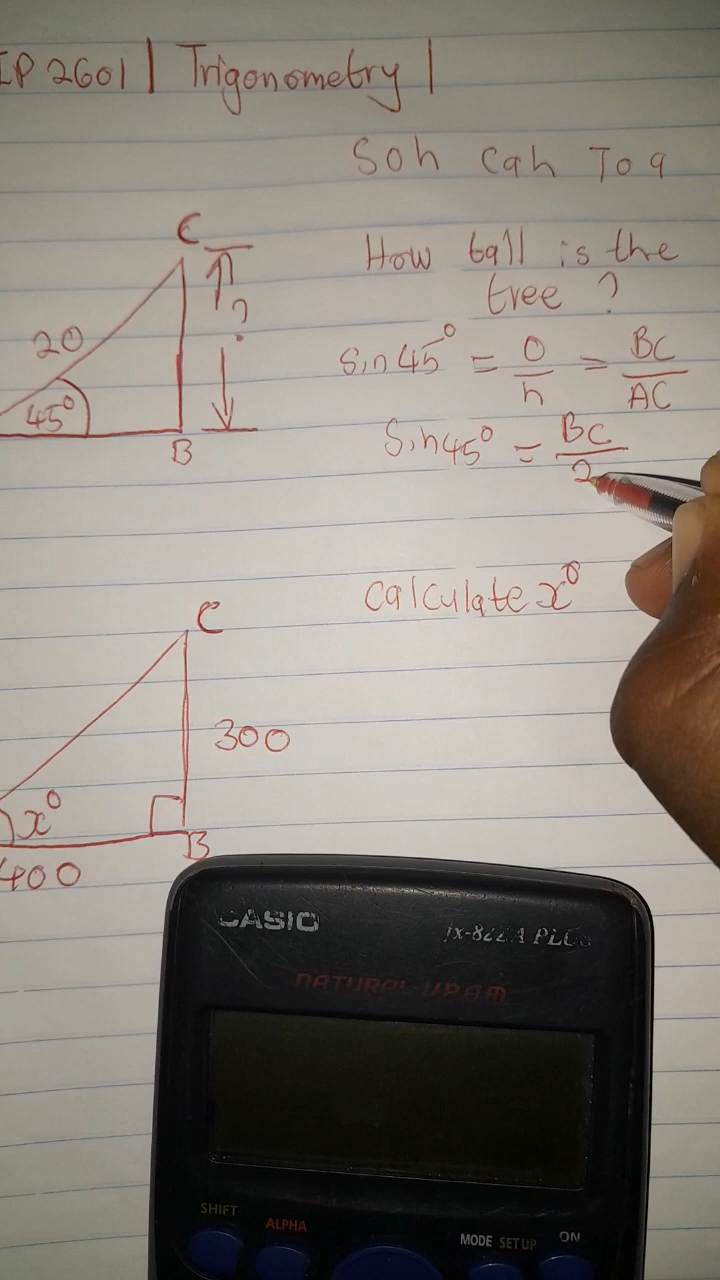 IP 2601 | Trigonometry |
Soh Cah Toa
How tall is the
tree ?
C
?
20
45°
B
Sin 45° = O/h = BC/AC
Sin 45° = BC/2
Calculate x°
C
300
x°
B
400
CASIO
fx-82ZA PLUS
NATURAL-V.P.A.M.
SHIFT
ALPHA
MODE SETUP
ON